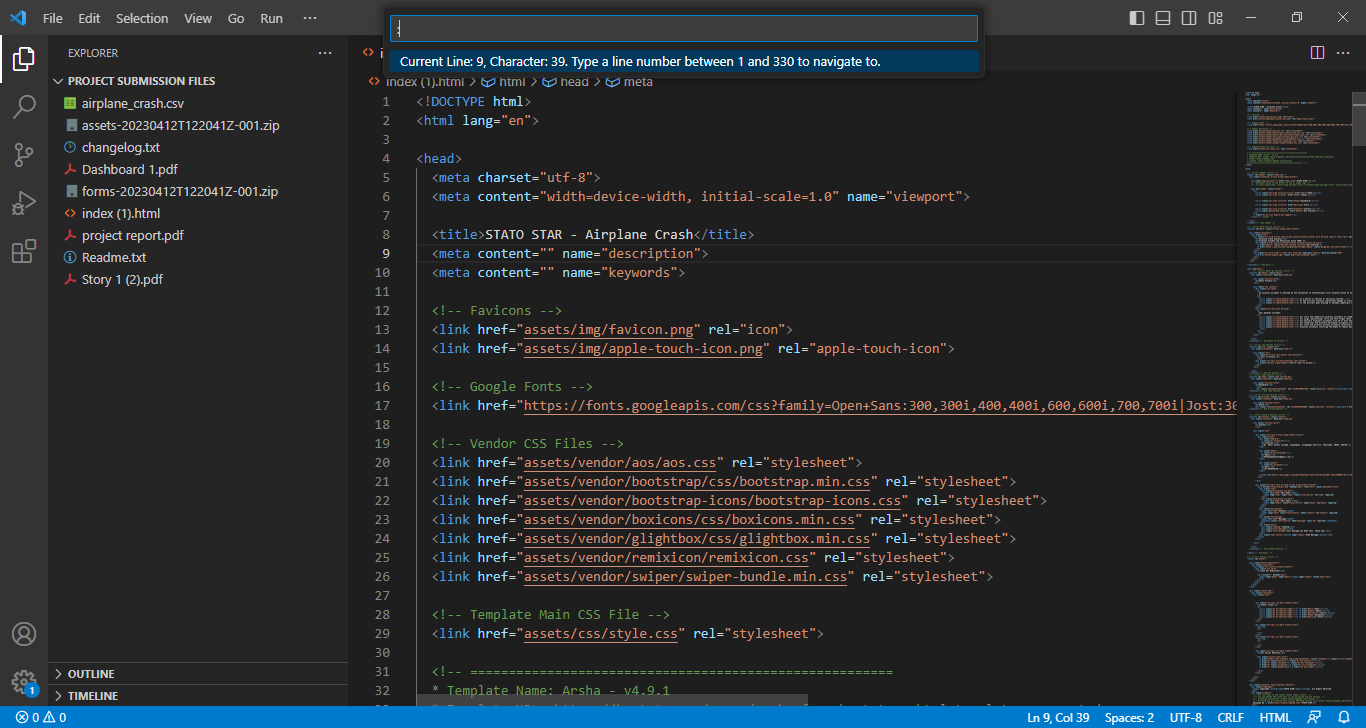 File Edit Selection View Go Run ···
:
Current Line: 9, Character: 39. Type a line number between 1 and 330 to navigate to.
EXPLORER
PROJECT SUBMISSION FILES
airplane_crash.csv
assets-20230412T122041Z-001.zip
changelog.txt
Dashboard 1.pdf
forms-20230412T122041Z-001.zip
index (1).html
project report.pdf
Readme.txt
Story 1 (2).pdf
OUTLINE
TIMELINE
index (1).html > html > head > meta
1 <!DOCTYPE html>
2 <html lang="en">
3
4 <head>
5 <meta charset="utf-8">
6 <meta content="width=device-width, initial-scale=1.0" name="viewport">
7
8 <title>STATO STAR - Airplane Crash</title>
9 <meta content="" name="description">
10 <meta content="" name="keywords">
11
12 <!-- Favicons -->
13 <link href="assets/img/favicon.png" rel="icon">
14 <link href="assets/img/apple-touch-icon.png" rel="apple-touch-icon">
15
16 <!-- Google Fonts -->
17 <link href="https://fonts.googleapis.com/css?family=Open+Sans:300,300i,400,400i,600,600i,700,700i|Jost:30
18
19 <!-- Vendor CSS Files -->
20 <link href="assets/vendor/aos/aos.css" rel="stylesheet">
21 <link href="assets/vendor/bootstrap/css/bootstrap.min.css" rel="stylesheet">
22 <link href="assets/vendor/bootstrap-icons/bootstrap-icons.css" rel="stylesheet">
23 <link href="assets/vendor/boxicons/css/boxicons.min.css" rel="stylesheet">
24 <link href="assets/vendor/glightbox/css/glightbox.min.css" rel="stylesheet">
25 <link href="assets/vendor/remixicon/remixicon.css" rel="stylesheet">
26 <link href="assets/vendor/swiper/swiper-bundle.min.css" rel="stylesheet">
27
28 <!-- Template Main CSS File -->
29 <link href="assets/css/style.css" rel="stylesheet">
30
31 <!-- =======================================================
32 * Template Name: Arsha - v4.9.1
1
0 0
Ln 9, Col 39 Spaces: 2 UTF-8 CRLF HTML